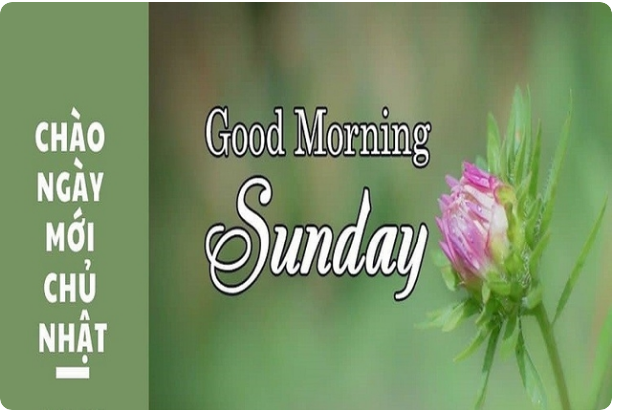 CHÀO
NGÀY
MỚI
CHỦ
NHẬT
Good Morning
Sunday